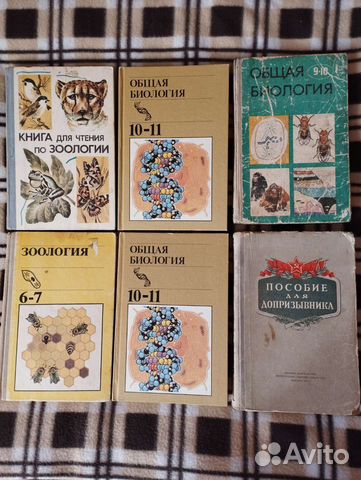 КНИГА ДЛЯ ЧТЕНИЯ
ПО ЗООЛОГИИ
ОБЩАЯ
БИОЛОГИЯ
10-11
ОБЩАЯ 9-10
БИОЛОГИЯ
ЗООЛОГИЯ
6-7
ОБЩАЯ
БИОЛОГИЯ
10-11
ПОСОБИЕ
ДЛЯ
ДОПРИЗЫВНИКА
Avito